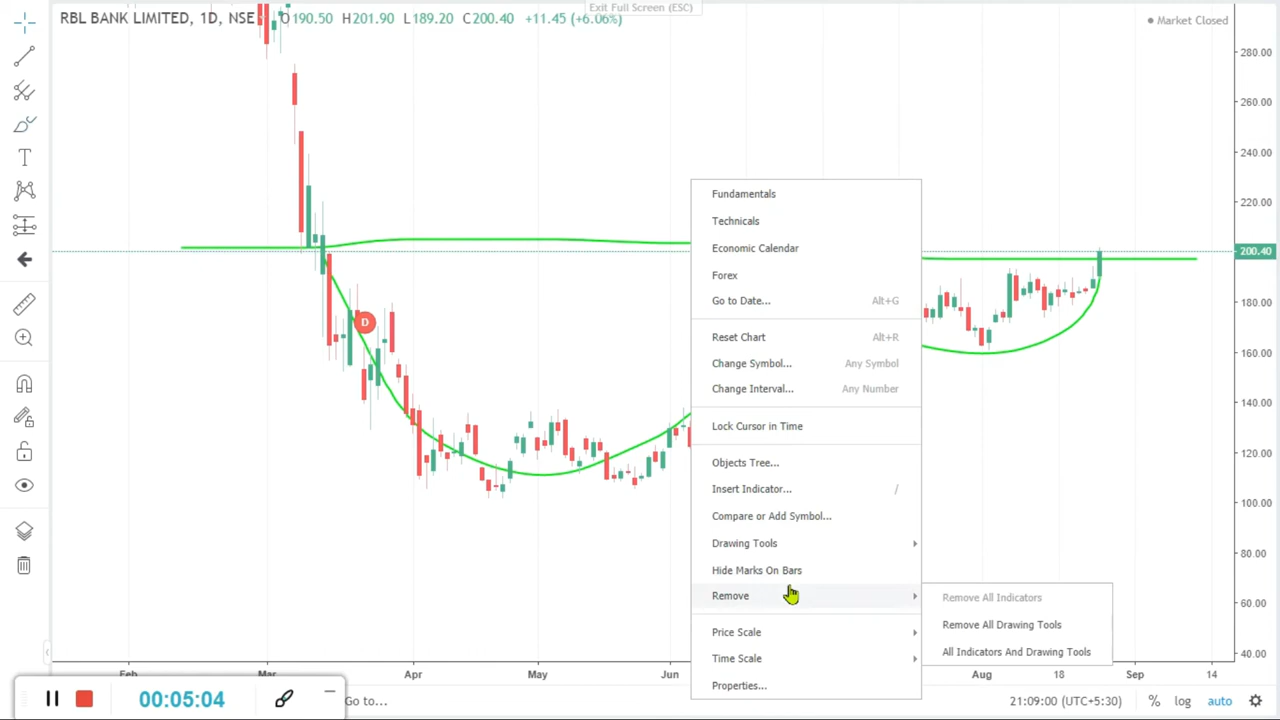 Exit Full Screen (ESC)
RBL BANK LIMITED, 1D, NSE O190.50 H201.90 L189.20 C200.40 +11.45 (+6.06%)
Market Closed
280.00
260.00
240.00
220.00
200.40
180.00
160.00
140.00
120.00
100.00
80.00
60.00
40.00
T
D
Fundamentals
Technicals
Economic Calendar
Forex
Go to Date... Alt+G
Reset Chart Alt+R
Change Symbol... Any Symbol
Change Interval... Any Number
Lock Cursor in Time
Objects Tree...
Insert Indicator... /
Compare or Add Symbol...
Drawing Tools
Hide Marks On Bars
Remove
Price Scale
Time Scale
Properties...
Remove All Indicators
Remove All Drawing Tools
All Indicators And Drawing Tools
Feb Mar Apr May Jun Aug 18 Sep 14
00:05:04
Go to...
21:09:00 (UTC+5:30) % log auto